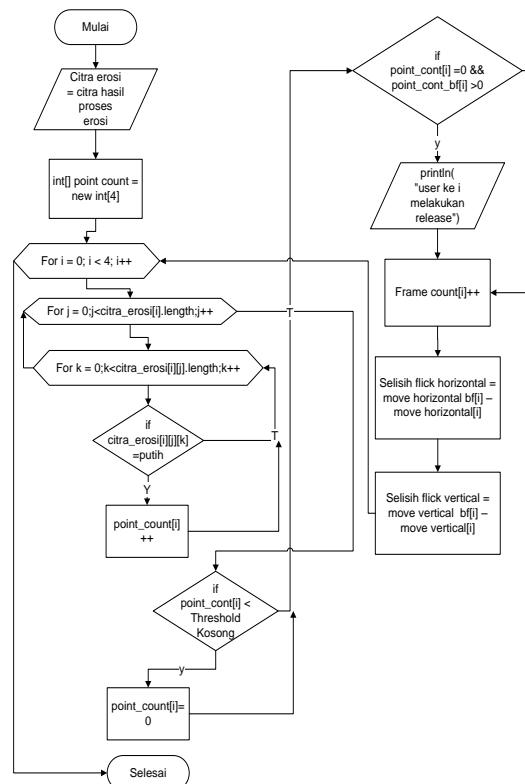 Mulai
Citra erosi
= citra hasil
proses
erosi
int[] point count =
new int[4]
For i = 0; i < 4; i++
For j = 0;j<citra_erosi[i].length;j++
For k = 0;k<citra_erosi[i][j].length;k++
if
citra_erosi[i][j][k]
=putih
T
Y
point_count[i]
++
if
point_cont[i] <
Threshold
Kosong
y
point_count[i]=
0
Selesai
T
if
point_cont[i] =0 &&
point_cont_bf[i] >0
y
println(
"user ke i
melakukan
release")
Frame count[i]++
Selisih flick horizontal =
move horizontal bf[i] –
move horizontal[i]
Selisih flick vertical =
move vertical bf[i] –
move vertical[i]